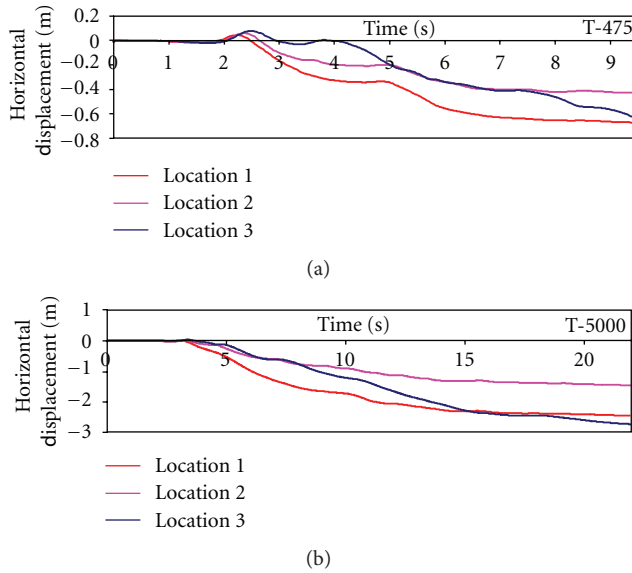 0.2
0
−0.2
−0.4
−0.6
−0.8
Horizontal
displacement (m)
Time (s)
T-475
0 1 2 3 4 5 6 7 8 9
Location 1
Location 2
Location 3
(a)
1
0
−1
−2
−3
Horizontal
displacement (m)
Time (s)
T-5000
0 5 10 15 20
Location 1
Location 2
Location 3
(b)